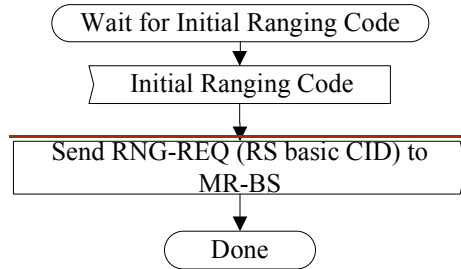 Wait for Initial Ranging Code
Initial Ranging Code
Send RNG-REQ (RS basic CID) to
MR-BS
Done